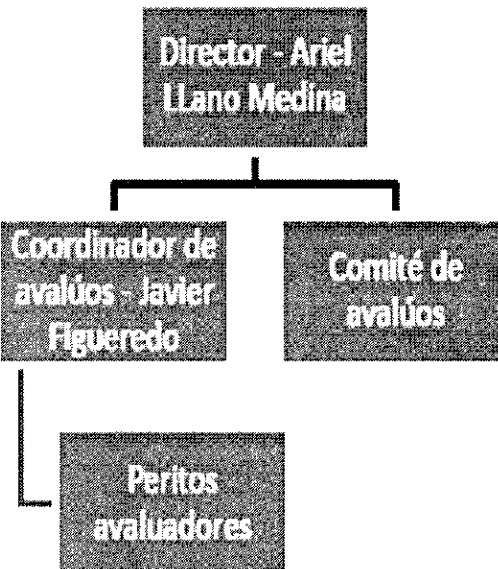 Director - Ariel
LLano Medina
Coordinador de
avalúos - Javier
Figueredo
Comité de
avalúos
Peritos
avaluadores